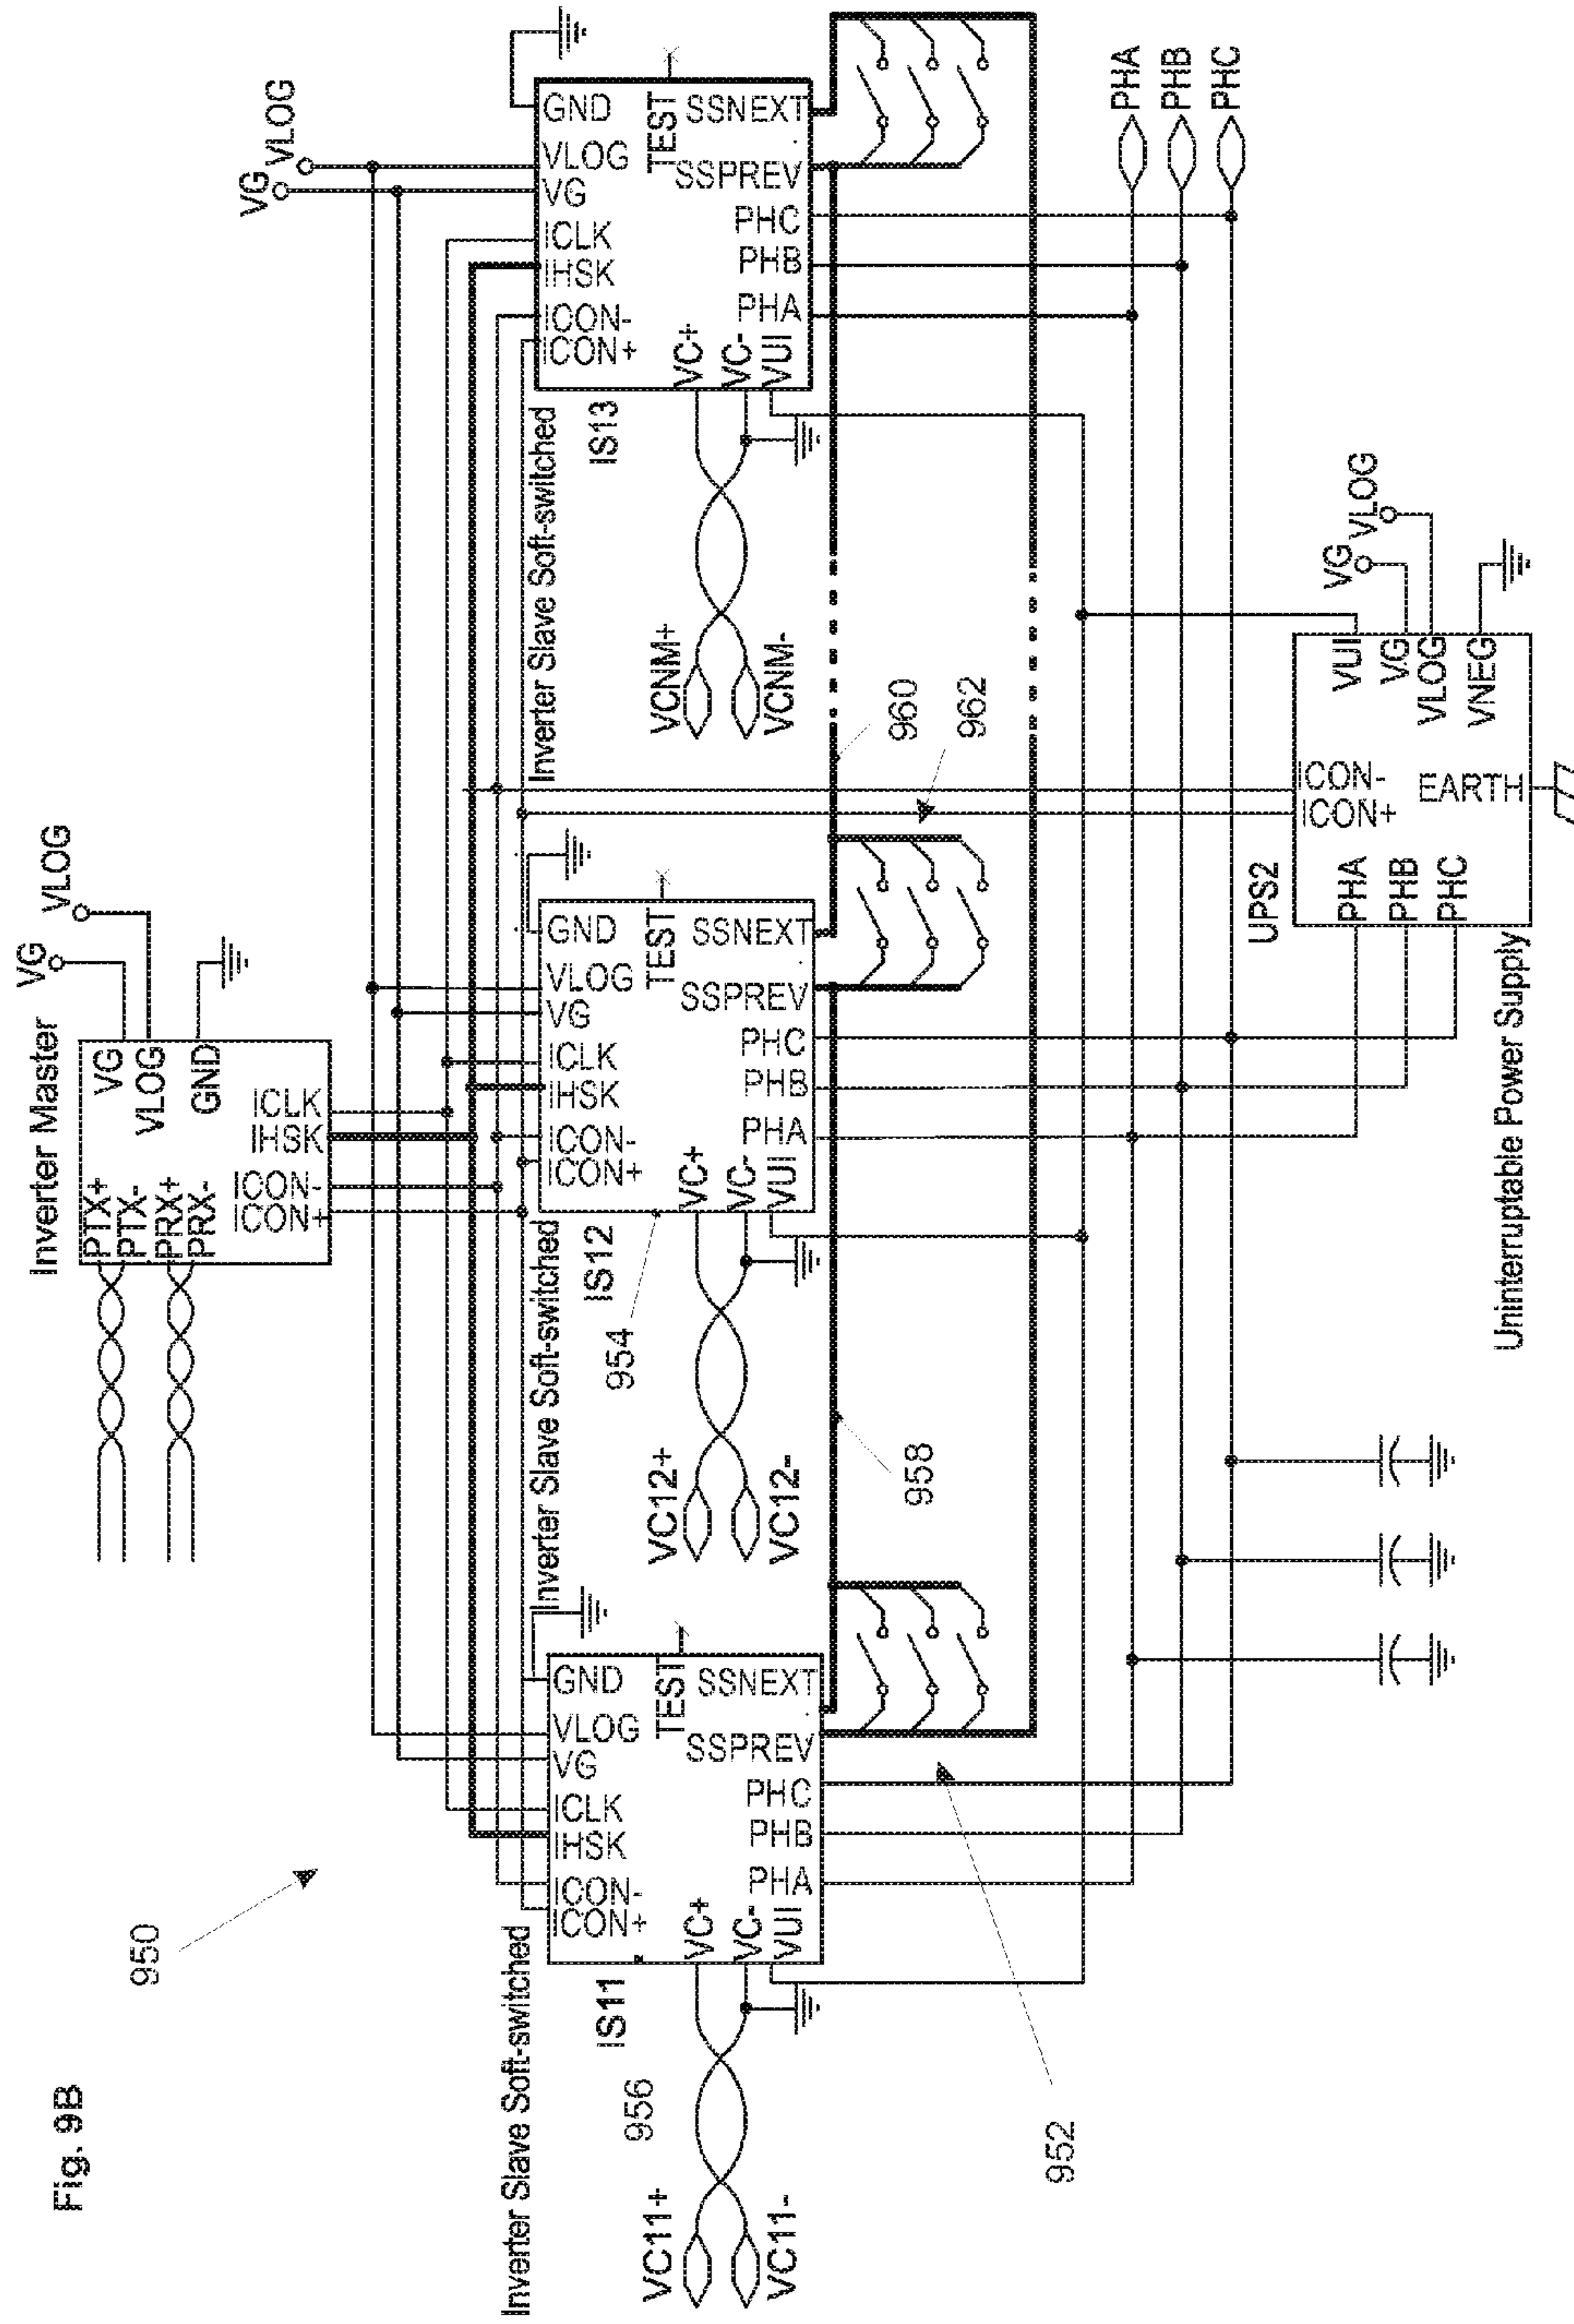 Fig. 9B
950
Inverter Master
PTX+
PTX-
PRX+
PRX-
VG
VLOG
GND
ICLK
IHSK
ICON-
ICON+
VG
VLOG
VG
VLOG
Inverter Slave Soft-switched
IS11
956
VC11+
VC11-
ICON+
ICON-
IHSK
ICLK
VG
VLOG
GND
TEST
VC+
VC-
VUI
PHA
PHB
PHC
SSPREV
SSNEXT
952
Inverter Slave Soft-switched
IS12
954
VC12+
VC12-
ICON+
ICON-
IHSK
ICLK
VG
VLOG
GND
TEST
VC+
VC-
VUI
PHA
PHB
PHC
SSPREV
SSNEXT
958
960
962
Inverter Slave Soft-switched
IS13
VCNM+
VCNM-
ICON+
ICON-
IHSK
ICLK
VG
VLOG
GND
TEST
VC+
VC-
VUI
PHA
PHB
PHC
SSPREV
SSNEXT
PHA
PHB
PHC
UPS2
PHA
PHB
PHC
ICON-
ICON+
EARTH
VUI
VG
VLOG
VNEG
VG
VLOG
Uninterruptable Power Supply